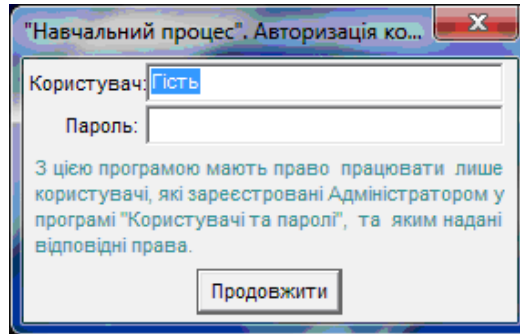 "Навчальний процес". Авторизація ко...
Користувач: Гість
Пароль:
З цією програмою мають право працювати лише
користувачі, які зареєстровані Адміністратором у
програмі "Користувачі та паролі", та яким надані
відповідні права.
Продовжити